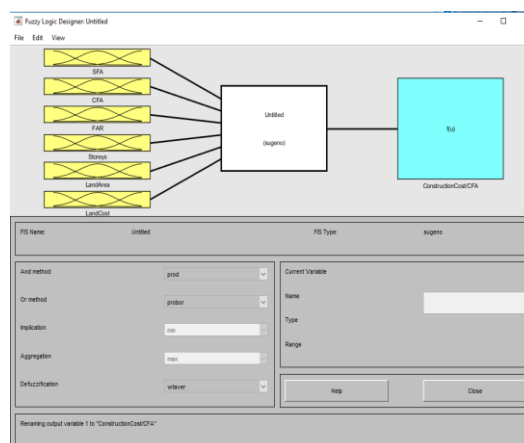 Fuzzy Logic Designer: Untitled
File Edit View
SFA
CFA
FAR
Storsys
LandArea
LandCost
Untitled
(sugeno)
f(u)
ConstructionCost/CFA
FIS Name: Untitled FIS Type: sugeno
And method prod
Or method probor
Implication min
Aggregation max
Defuzzification wtaver
Current Variable
Name
Type
Range
Help Close
Renaming output variable 1 to "ConstructionCost/CFA"